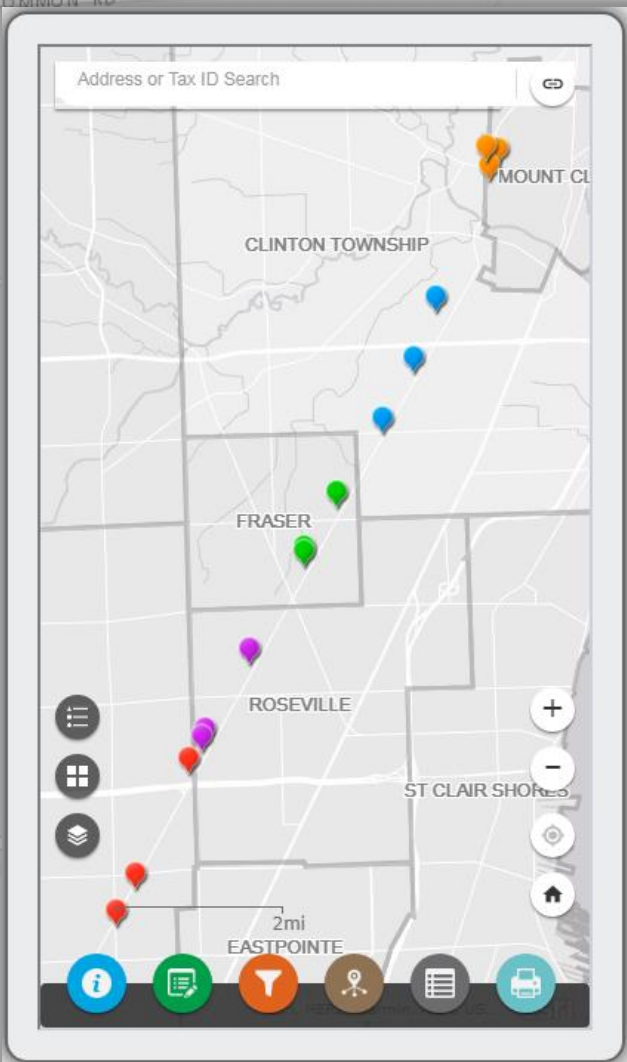 Address or Tax ID Search
MOUNT CL
CLINTON TOWNSHIP
FRASER
ROSEVILLE
ST CLAIR SHORES
2mi
EASTPOINTE